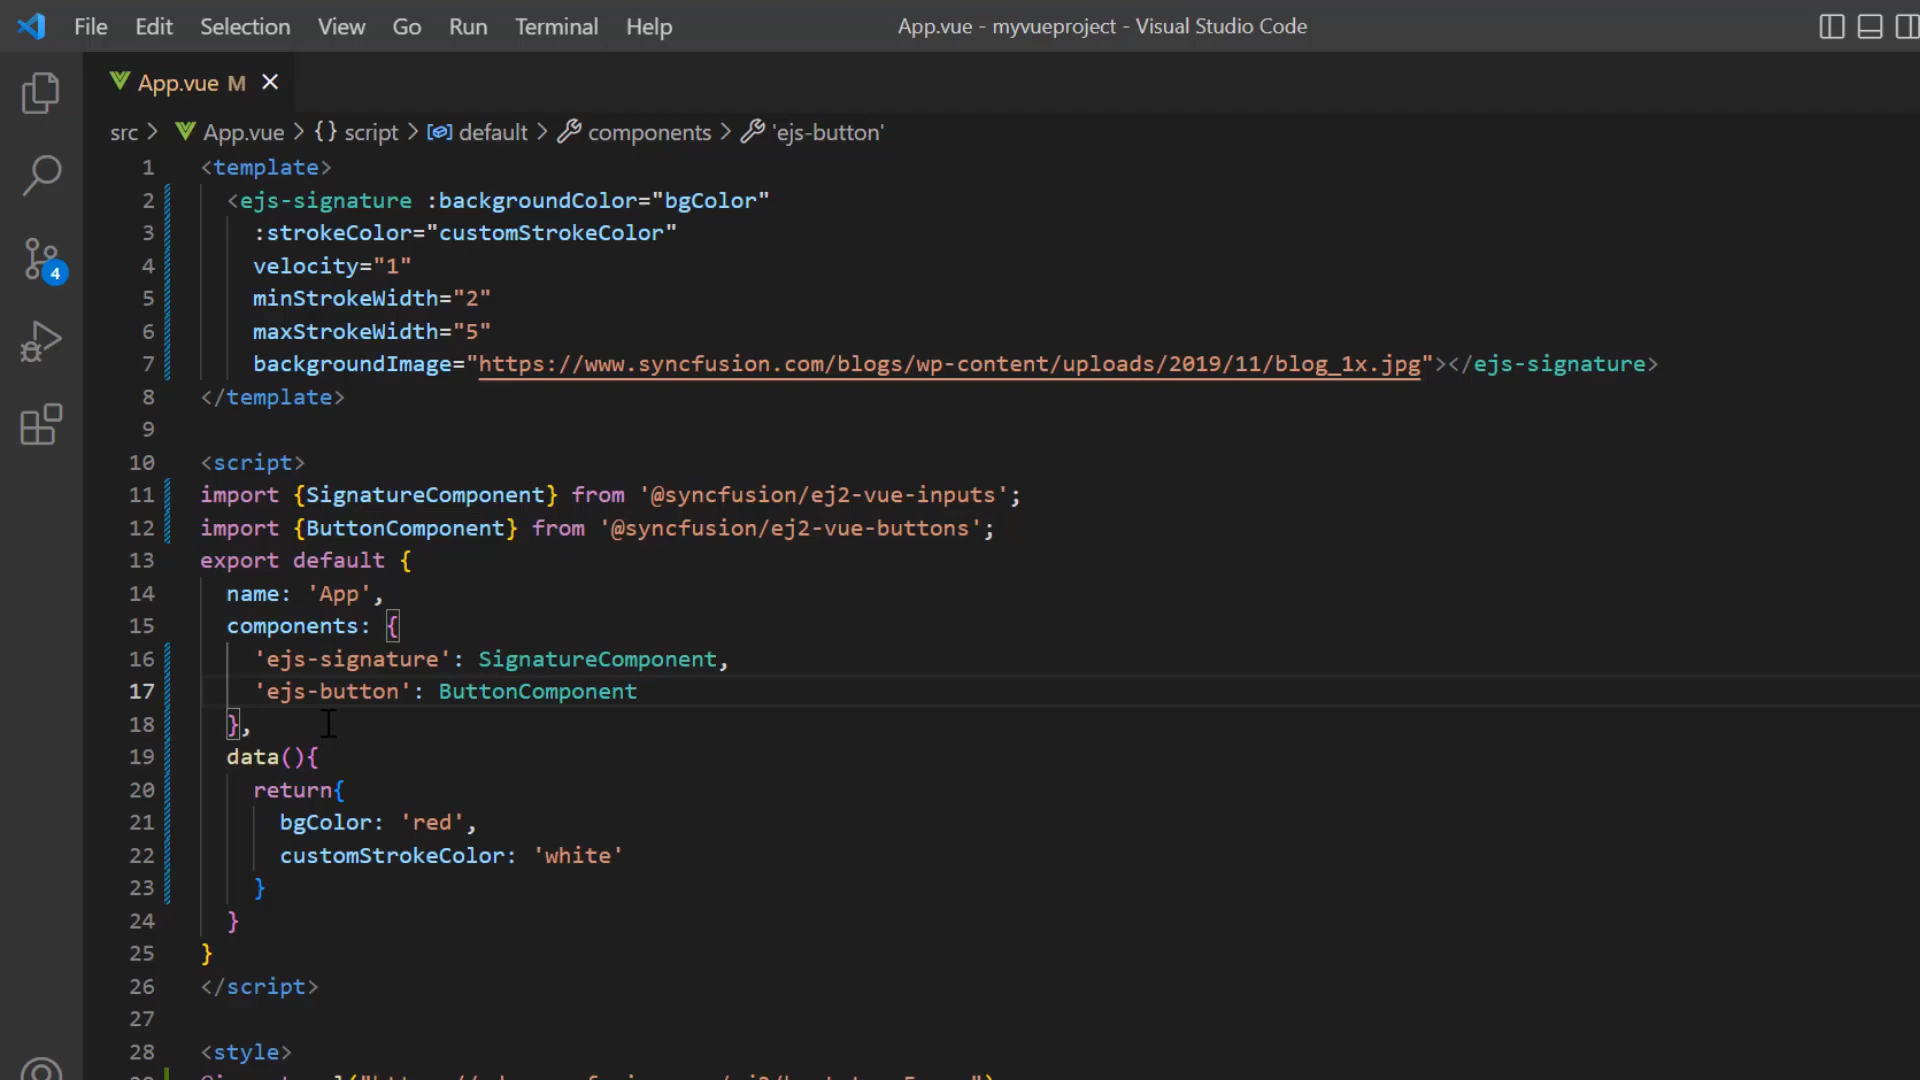 File Edit Selection View Go Run Terminal Help App.vue - myvueproject - Visual Studio Code
App.vue M
src > App.vue > {} script > default > components > 'ejs-button'
1 <template>
2 <ejs-signature :backgroundColor="bgColor"
3 :strokeColor="customStrokeColor"
4 velocity="1"
5 minStrokeWidth="2"
6 maxStrokeWidth="5"
7 backgroundImage="https://www.syncfusion.com/blogs/wp-content/uploads/2019/11/blog_1x.jpg"></ejs-signature>
8 </template>
9
10 <script>
11 import {SignatureComponent} from '@syncfusion/ej2-vue-inputs';
12 import {ButtonComponent} from '@syncfusion/ej2-vue-buttons';
13 export default {
14 name: 'App',
15 components: {
16 'ejs-signature': SignatureComponent,
17 'ejs-button': ButtonComponent
18 },
19 data(){
20 return{
21 bgColor: 'red',
22 customStrokeColor: 'white'
23 }
24 }
25 }
26 </script>
27
28 <style>
4